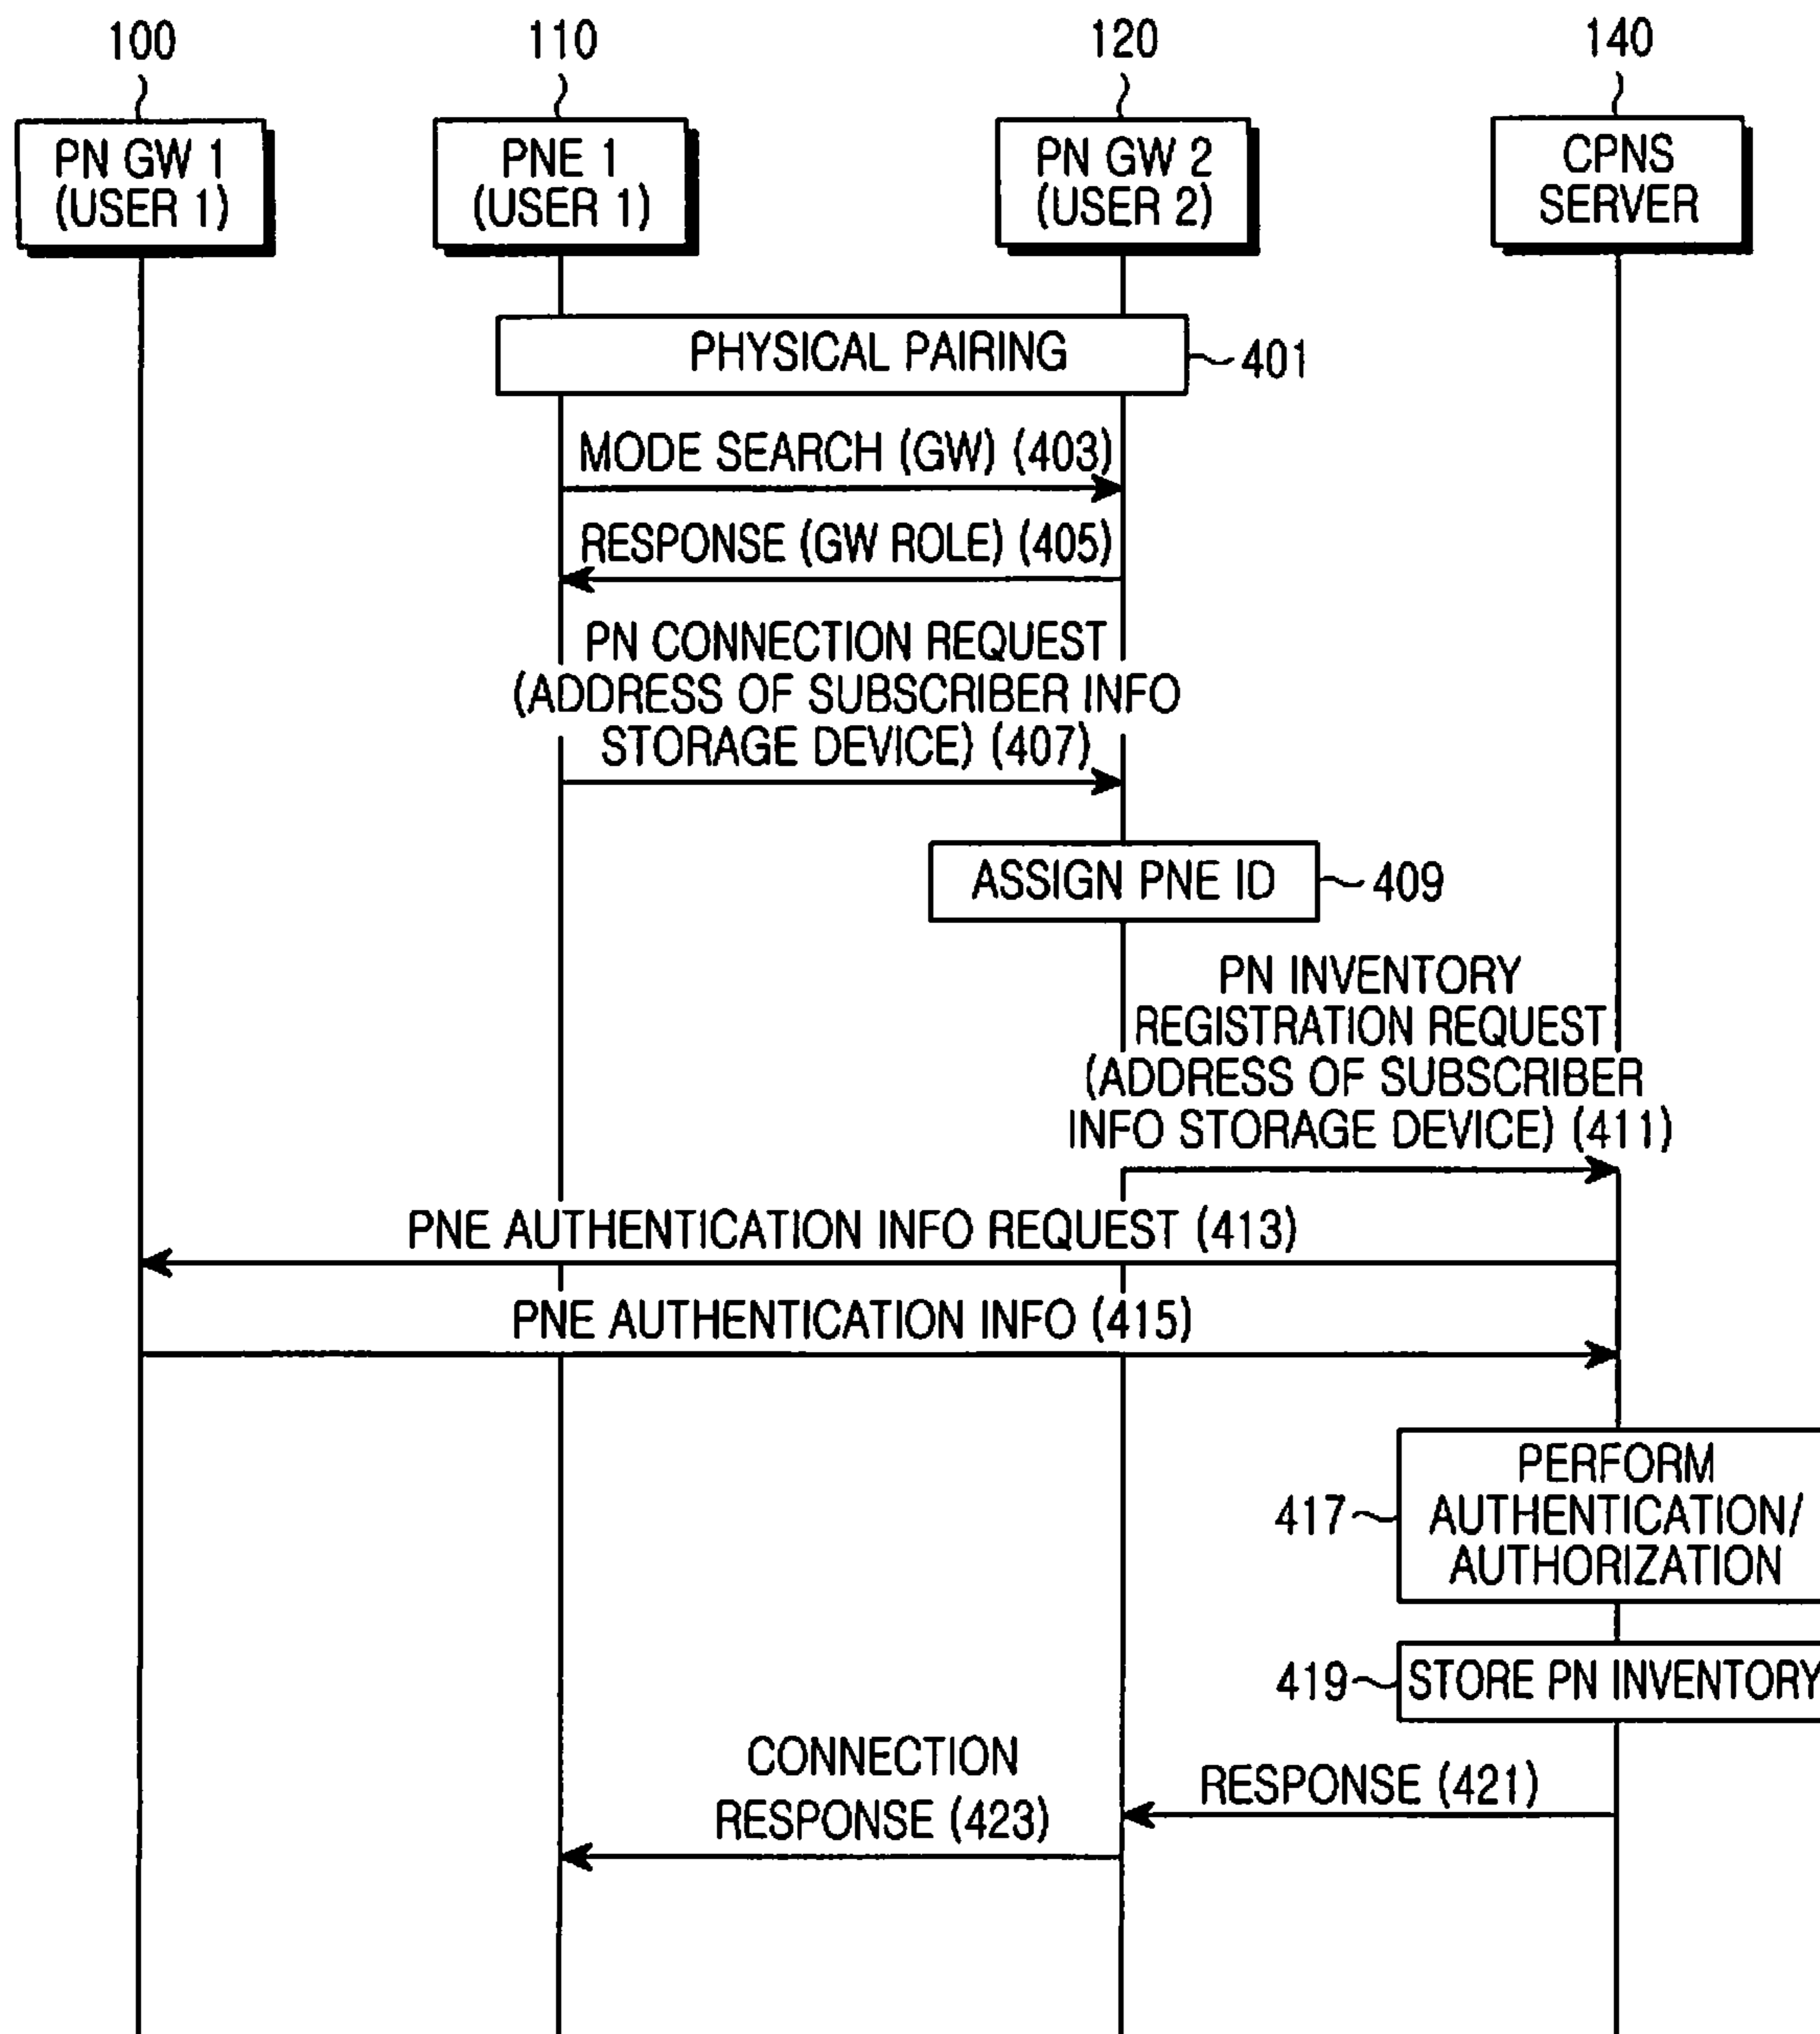 100
110
120
140
PN GW 1
(USER 1)
PNE 1
(USER 1)
PN GW 2
(USER 2)
CPNS
SERVER
PHYSICAL PAIRING
401
MODE SEARCH (GW) (403)
RESPONSE (GW ROLE) (405)
PN CONNECTION REQUEST
(ADDRESS OF SUBSCRIBER INFO
STORAGE DEVICE) (407)
ASSIGN PNE ID
409
PN INVENTORY
REGISTRATION REQUEST
(ADDRESS OF SUBSCRIBER
INFO STORAGE DEVICE) (411)
PNE AUTHENTICATION INFO REQUEST (413)
PNE AUTHENTICATION INFO (415)
417
PERFORM
AUTHENTICATION/
AUTHORIZATION
419
STORE PN INVENTORY
CONNECTION
RESPONSE (423)
RESPONSE (421)